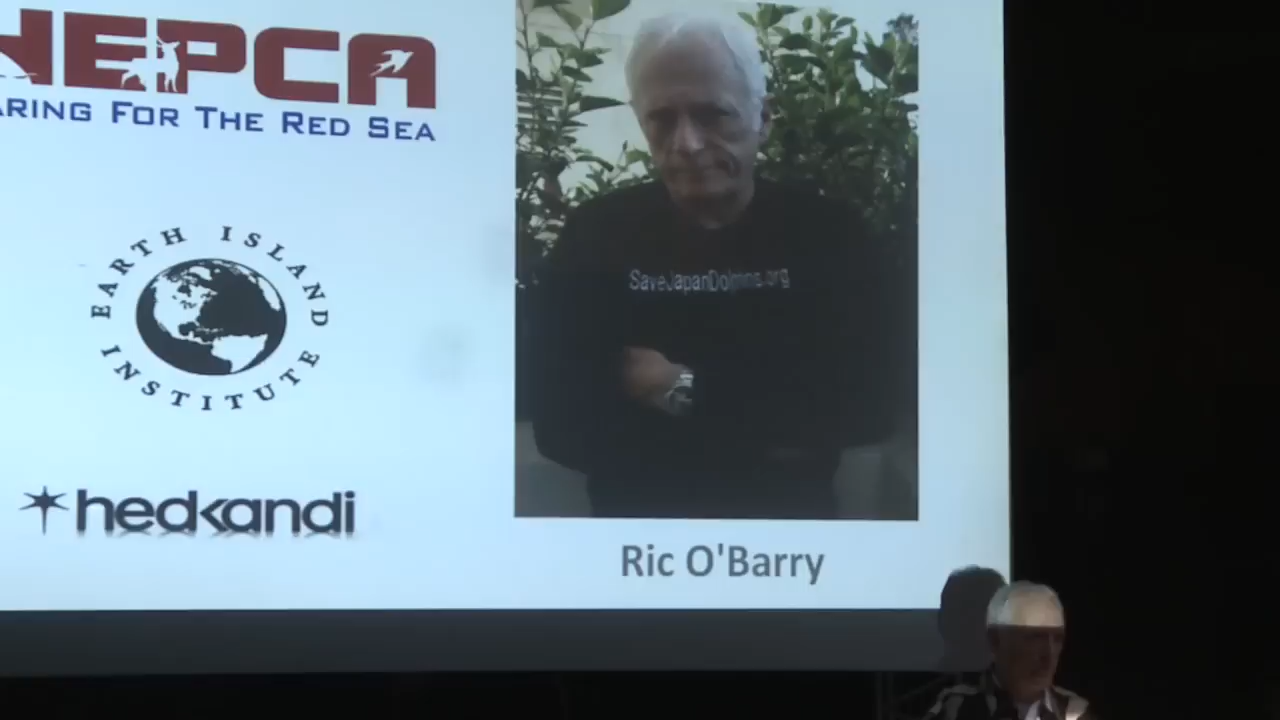 HEPCA
ARING FOR THE RED SEA
EARTH ISLAND
INSTITUTE
hedkandi
SaveJapanDolphins.org
Ric O'Barry